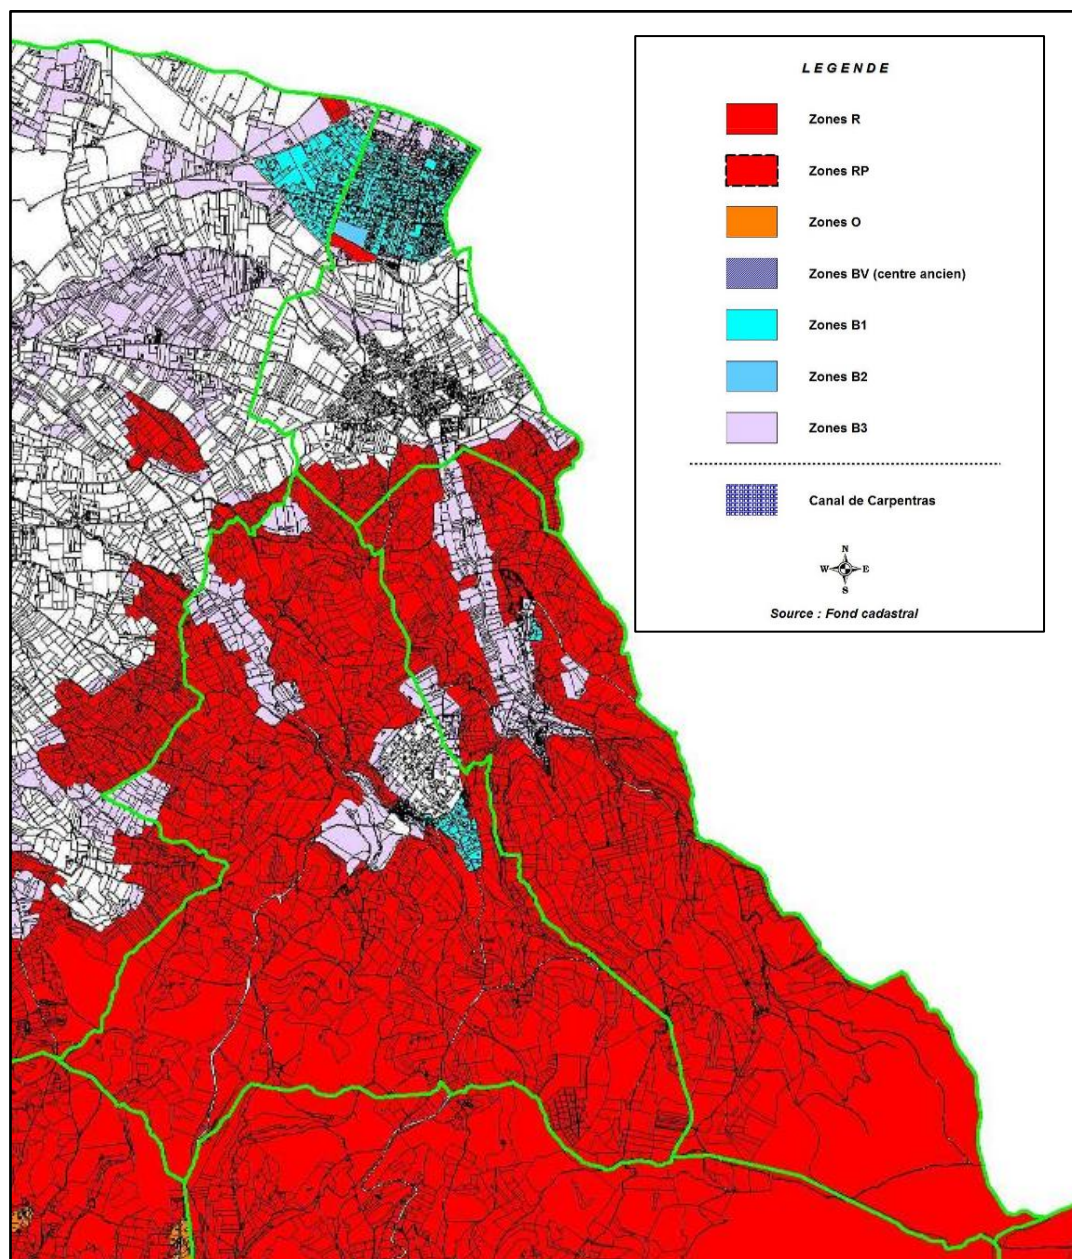 LEGENDE
Zones R
Zones RP
Zones O
Zones BV (centre ancien)
Zones B1
Zones B2
Zones B3
Canal de Carpentras
N
W E
S
Source : Fond cadastral